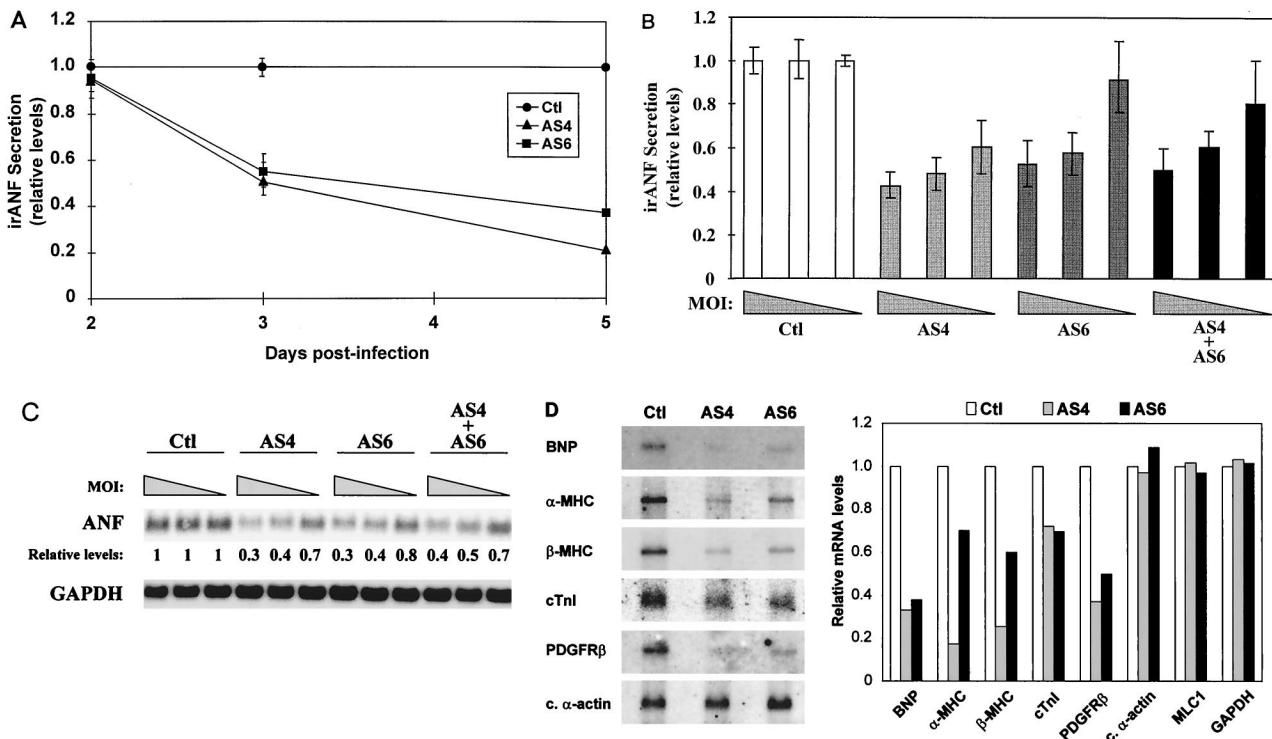 A
irANF Secretion
(relative levels)
1.2
1.0
0.8
0.6
0.4
0.2
0
Ctl
AS4
AS6
2
3
4
5
Days post-infection
B
irANF Secretion
(relative levels)
1.2
1.0
0.8
0.6
0.4
0.2
0
MOI:
Ctl
AS4
AS6
AS4
+
AS6
C
Ctl
AS4
AS6
AS4
+
AS6
MOI:
ANF
Relative levels: 1 1 1 0.3 0.4 0.7 0.3 0.4 0.8 0.4 0.5 0.7
GAPDH
D
Ctl AS4 AS6
BNP
α-MHC
β-MHC
cTnI
PDGFRβ
c. α-actin
Ctl AS4 AS6
Relative mRNA levels
1.2
1.0
0.8
0.6
0.4
0.2
0
BNP
α-MHC
β-MHC
cTnI
PDGFRβ
c. α-actin
MLC1
GAPDH